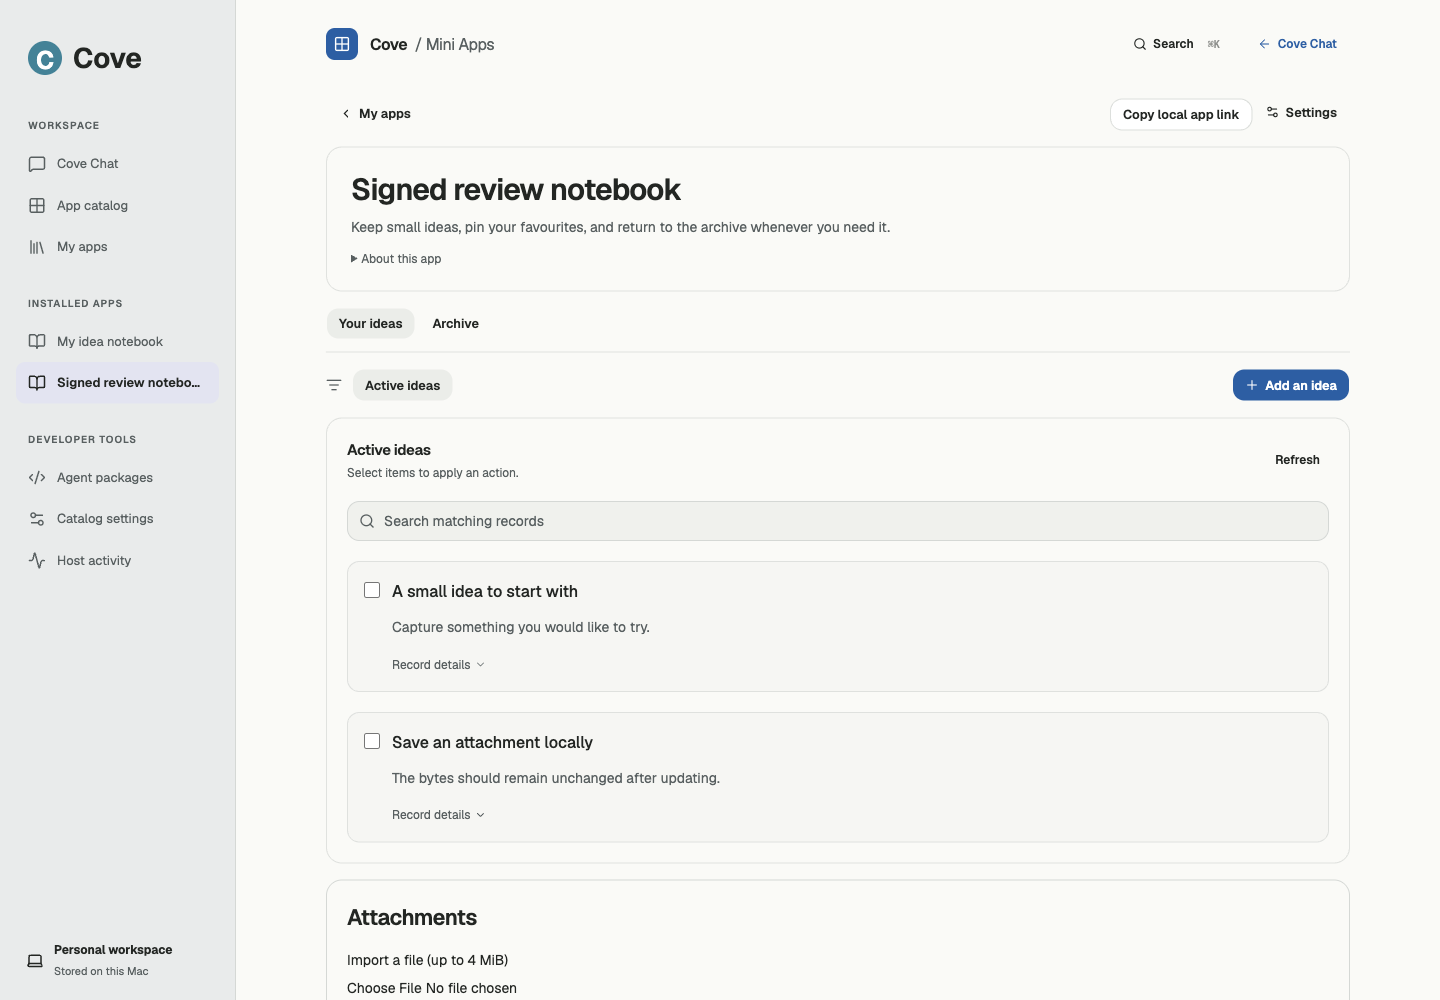 Cove
WORKSPACE
Cove Chat
App catalog
My apps
INSTALLED APPS
My idea notebook
Signed review notebo...
DEVELOPER TOOLS
Agent packages
Catalog settings
Host activity
Personal workspace
Stored on this Mac
Cove / Mini Apps
Search ⌘K
Cove Chat
My apps
Copy local app link
Settings
Signed review notebook
Keep small ideas, pin your favourites, and return to the archive whenever you need it.
About this app
Your ideas
Archive
Active ideas
Add an idea
Active ideas
Select items to apply an action.
Refresh
Search matching records
A small idea to start with
Capture something you would like to try.
Record details
Save an attachment locally
The bytes should remain unchanged after updating.
Record details
Attachments
Import a file (up to 4 MiB)
Choose File No file chosen